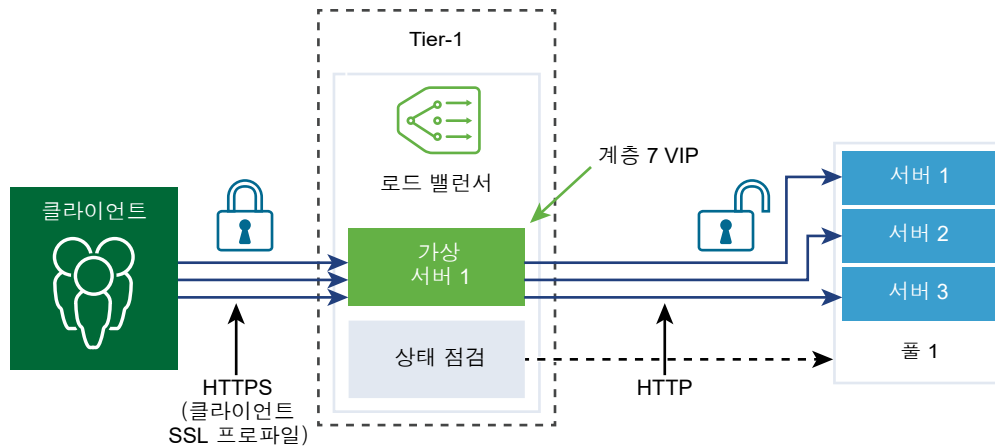 Tier-1
로드 밸런서
계층 7 VIP
클라이언트
가상
서버 1
서버 1
서버 2
서버 3
풀 1
상태 점검
HTTPS
(클라이언트
SSL 프로파일)
HTTP